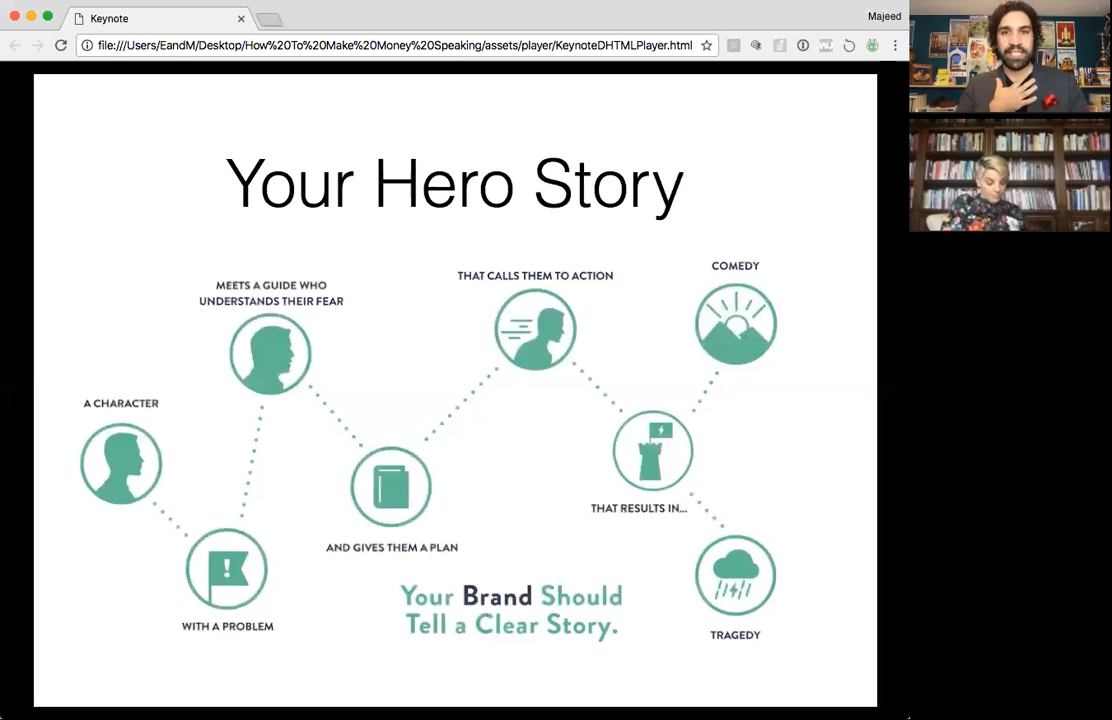 Keynote
Majeed
file:///Users/EandM/Desktop/How%20To%20Make%20Money%20Speaking/assets/player/KeynoteDHTMLPlayer.html
Your Hero Story
A CHARACTER
WITH A PROBLEM
MEETS A GUIDE WHO
UNDERSTANDS THEIR FEAR
AND GIVES THEM A PLAN
THAT CALLS THEM TO ACTION
THAT RESULTS IN...
COMEDY
TRAGEDY
Your Brand Should
Tell a Clear Story.